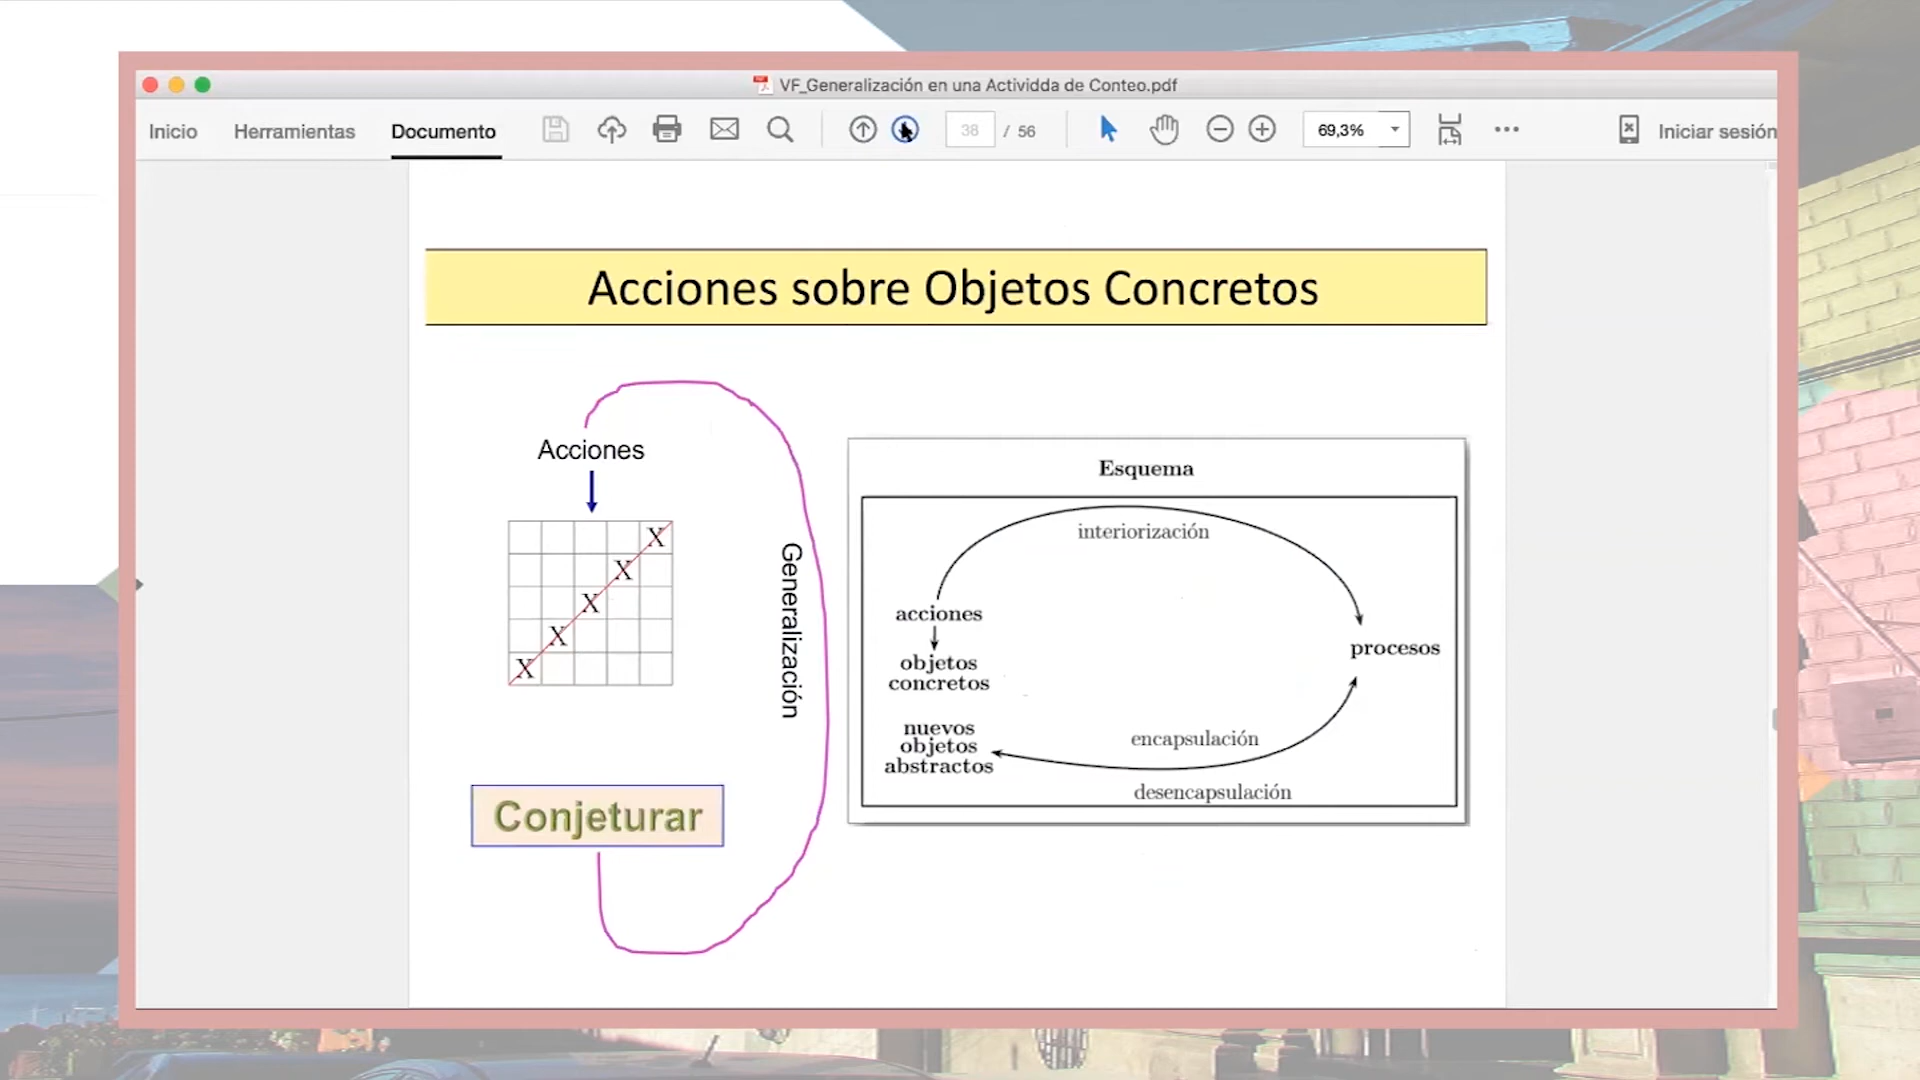 VF_Generalización en una Actividda de Conteo.pdf
Inicio
Herramientas
Documento
38
/ 56
69,3%
Iniciar sesión
Acciones sobre Objetos Concretos
Acciones
X
X
X
X
X
Generalización
Conjeturar
Esquema
interiorización
acciones
objetos
concretos
procesos
nuevos
objetos
abstractos
encapsulación
desencapsulación